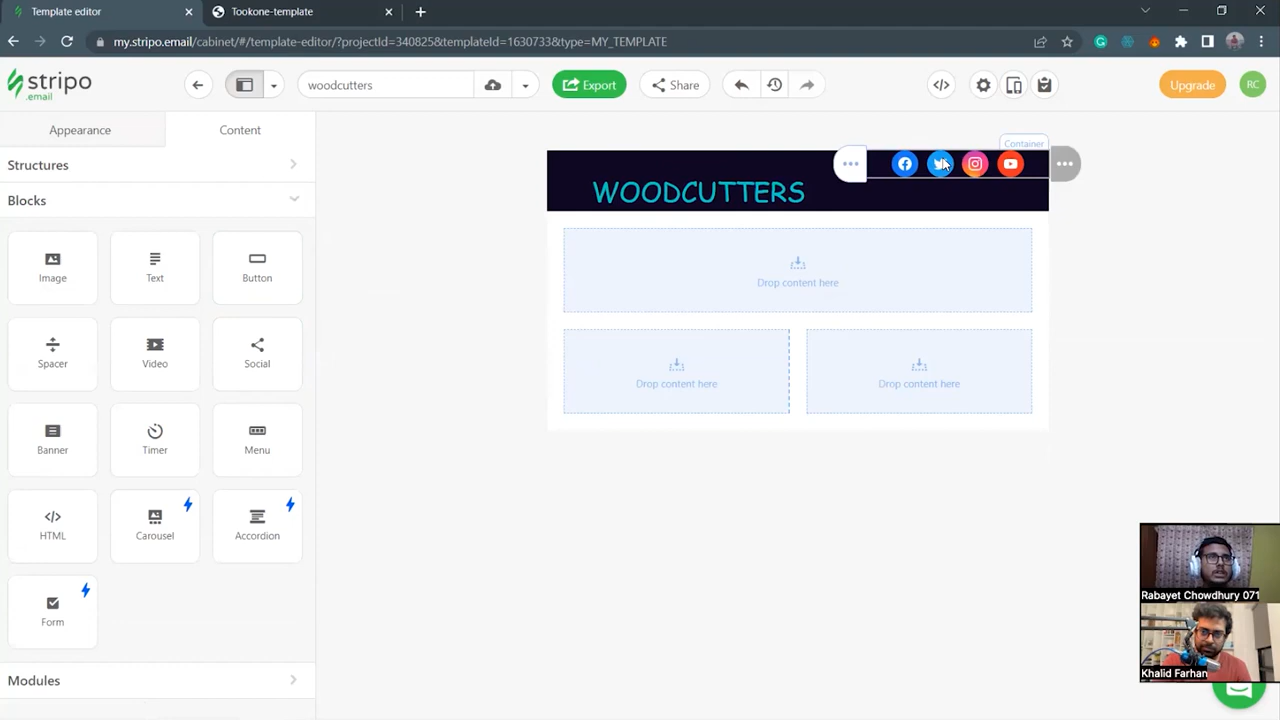 Template editor
Tookone-template
my.stripo.email/cabinet/#/template-editor/?projectId=340825&templateId=1630733&type=MY_TEMPLATE
stripo
.email
woodcutters
Export
Share
Upgrade
RC
Appearance
Content
Structures
Blocks
Image
Text
Button
Spacer
Video
Social
Banner
Timer
Menu
HTML
Carousel
Accordion
Form
Modules
Container
WOODCUTTERS
Drop content here
Drop content here
Drop content here
Rabayet Chowdhury 071
Khalid Farhan